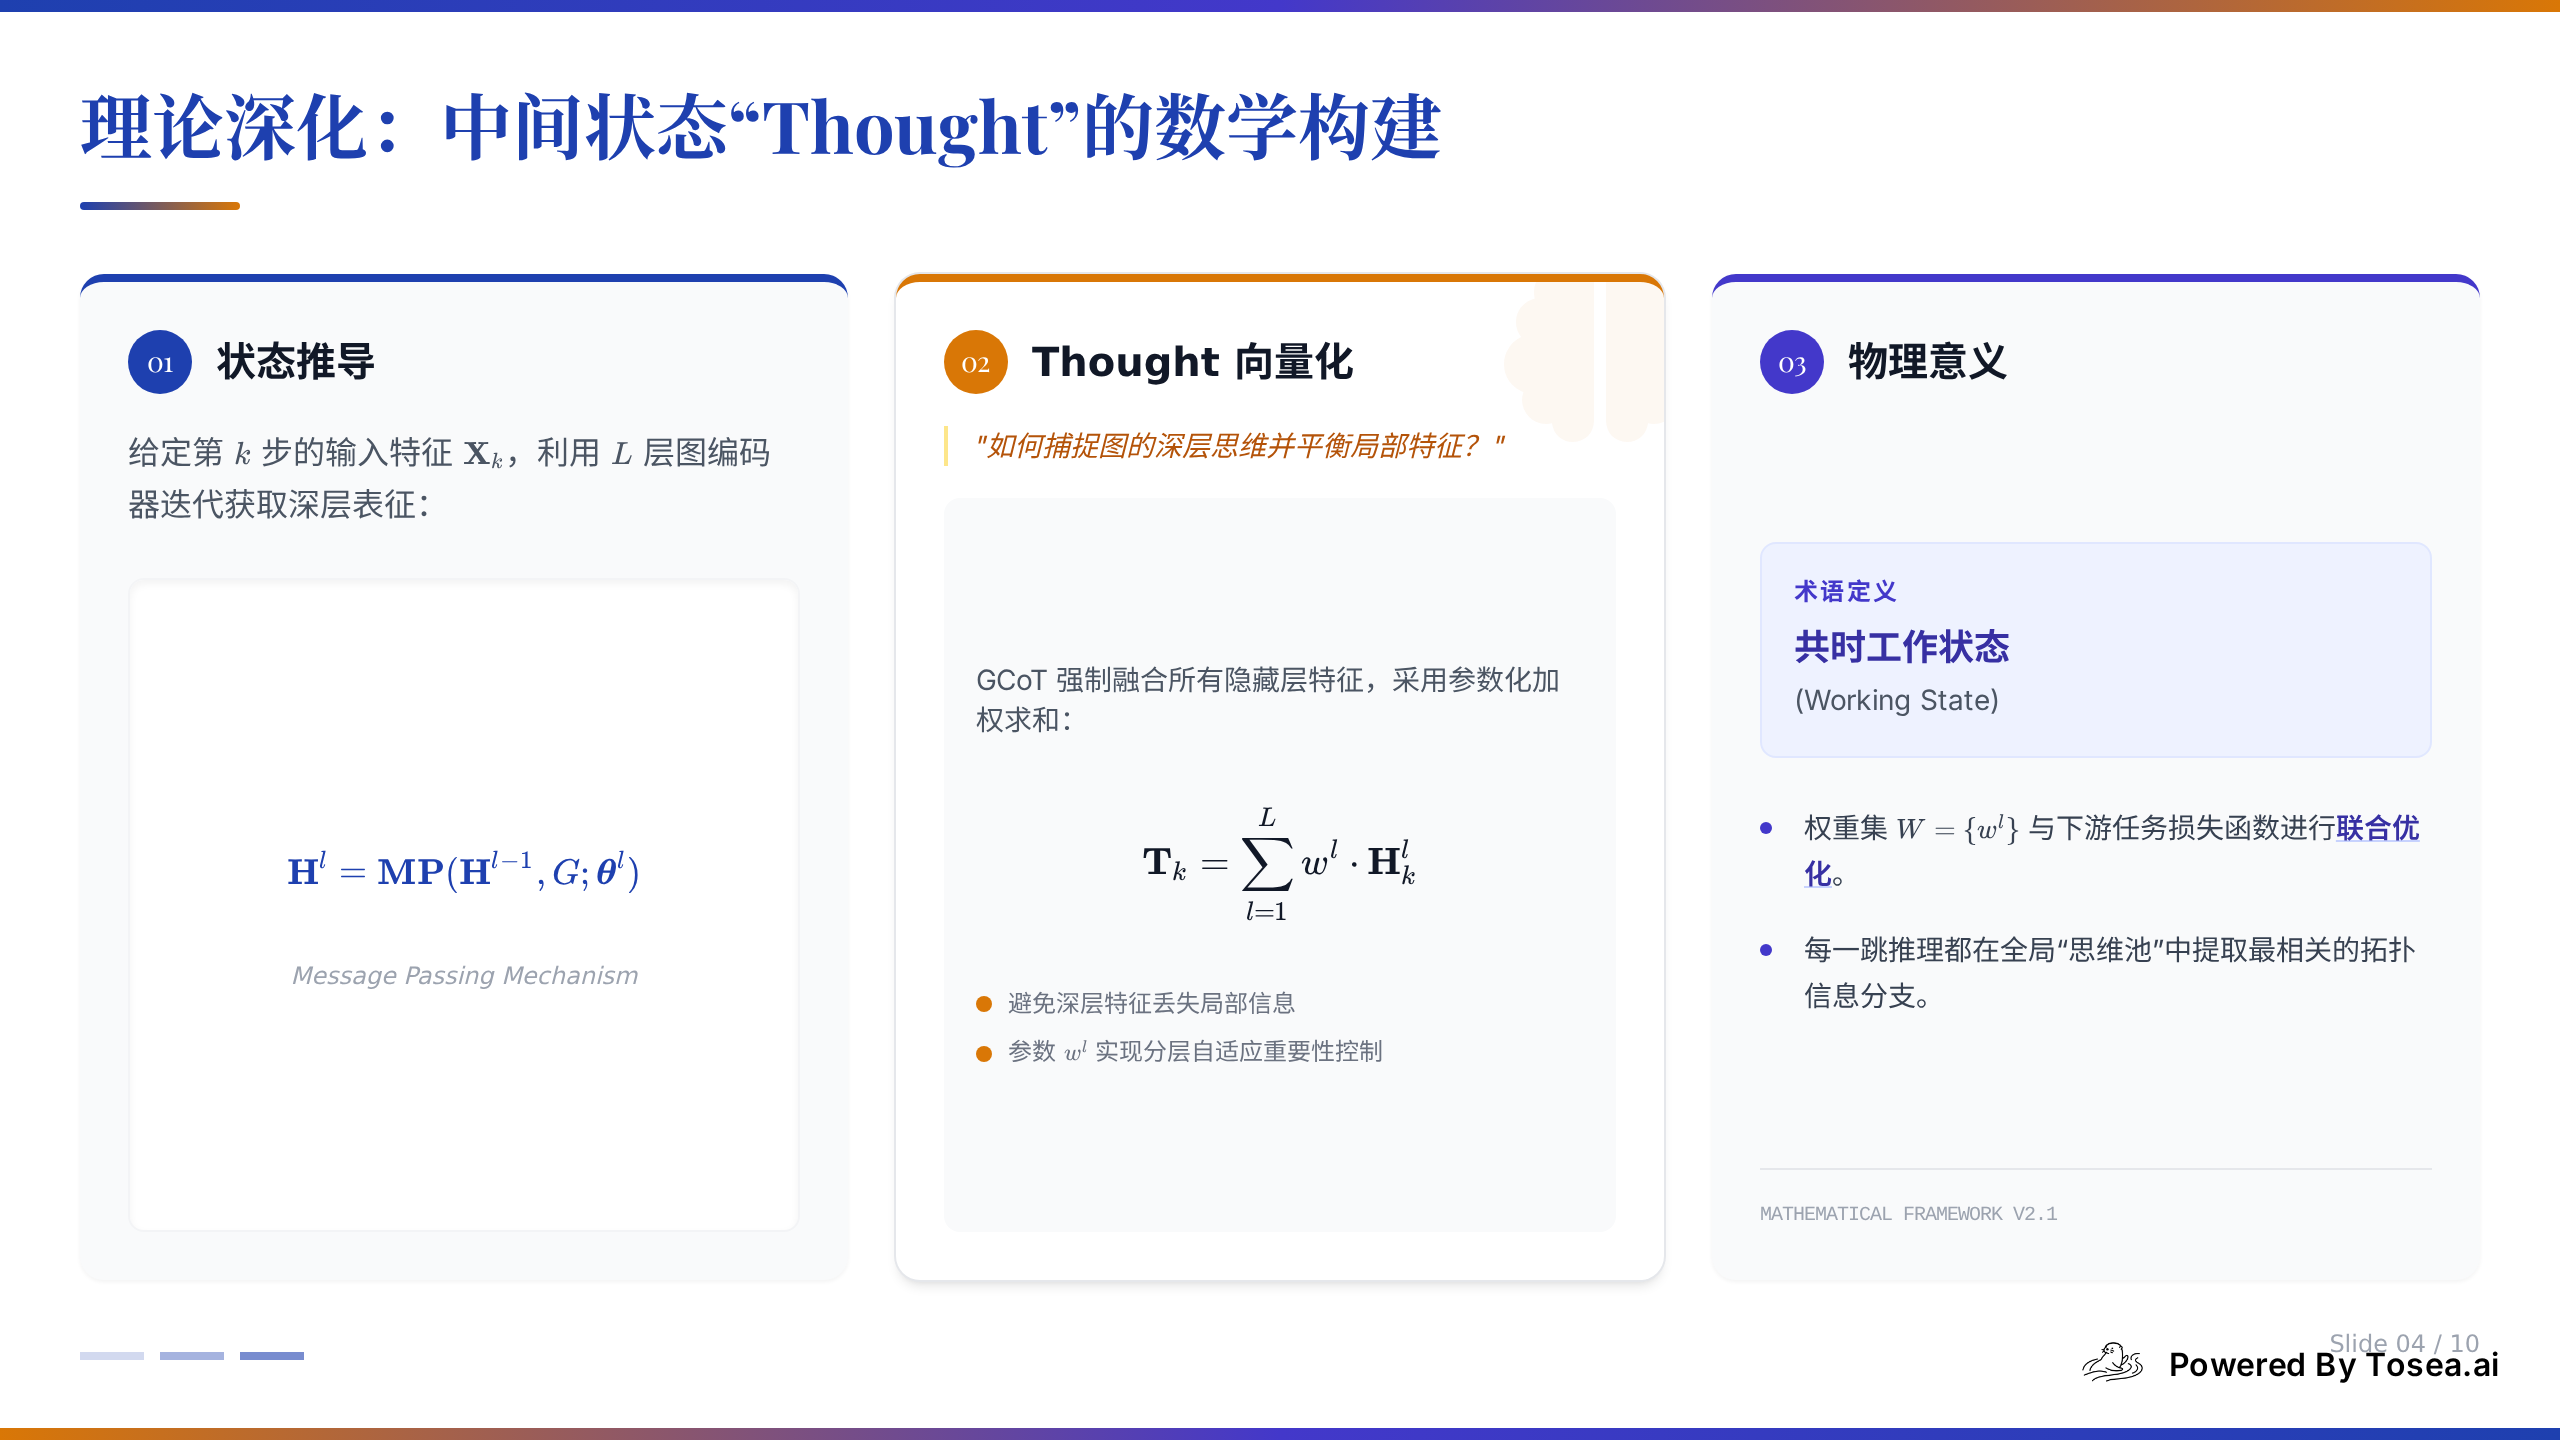 理论深化：中间状态“Thought”的数学构建
01 状态推导
给定第 k 步的输入特征 X_k，利用 L 层图编码
器迭代获取深层表征：
H^l = MP(H^{l-1}, G; θ^l)
Message Passing Mechanism
02 Thought 向量化
"如何捕捉图的深层思维并平衡局部特征？"
GCoT 强制融合所有隐藏层特征，采用参数化加
权求和：
T_k = \sum_{l=1}^{L} w^l · H_k^l
避免深层特征丢失局部信息
参数 w^l 实现分层自适应重要性控制
03 物理意义
术语定义
共时工作状态
(Working State)
权重集 W = {w^l} 与下游任务损失函数进行联合优
化。
每一跳推理都在全局“思维池”中提取最相关的拓扑
信息分支。
MATHEMATICAL FRAMEWORK V2.1
Slide 04 / 10
Powered By Tosea.ai